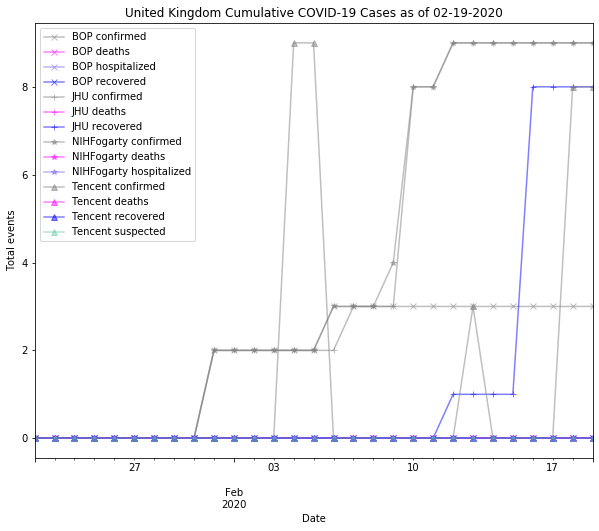 United Kingdom Cumulative COVID-19 Cases as of 02-19-2020
BOP confirmed
BOP deaths
BOP hospitalized
BOP recovered
JHU confirmed
JHU deaths
JHU recovered
NIHFogarty confirmed
NIHFogarty deaths
NIHFogarty hospitalized
Tencent confirmed
Tencent deaths
Tencent recovered
Tencent suspected
Total events
8
6
4
2
0
27
03
10
17
Feb
2020
Date